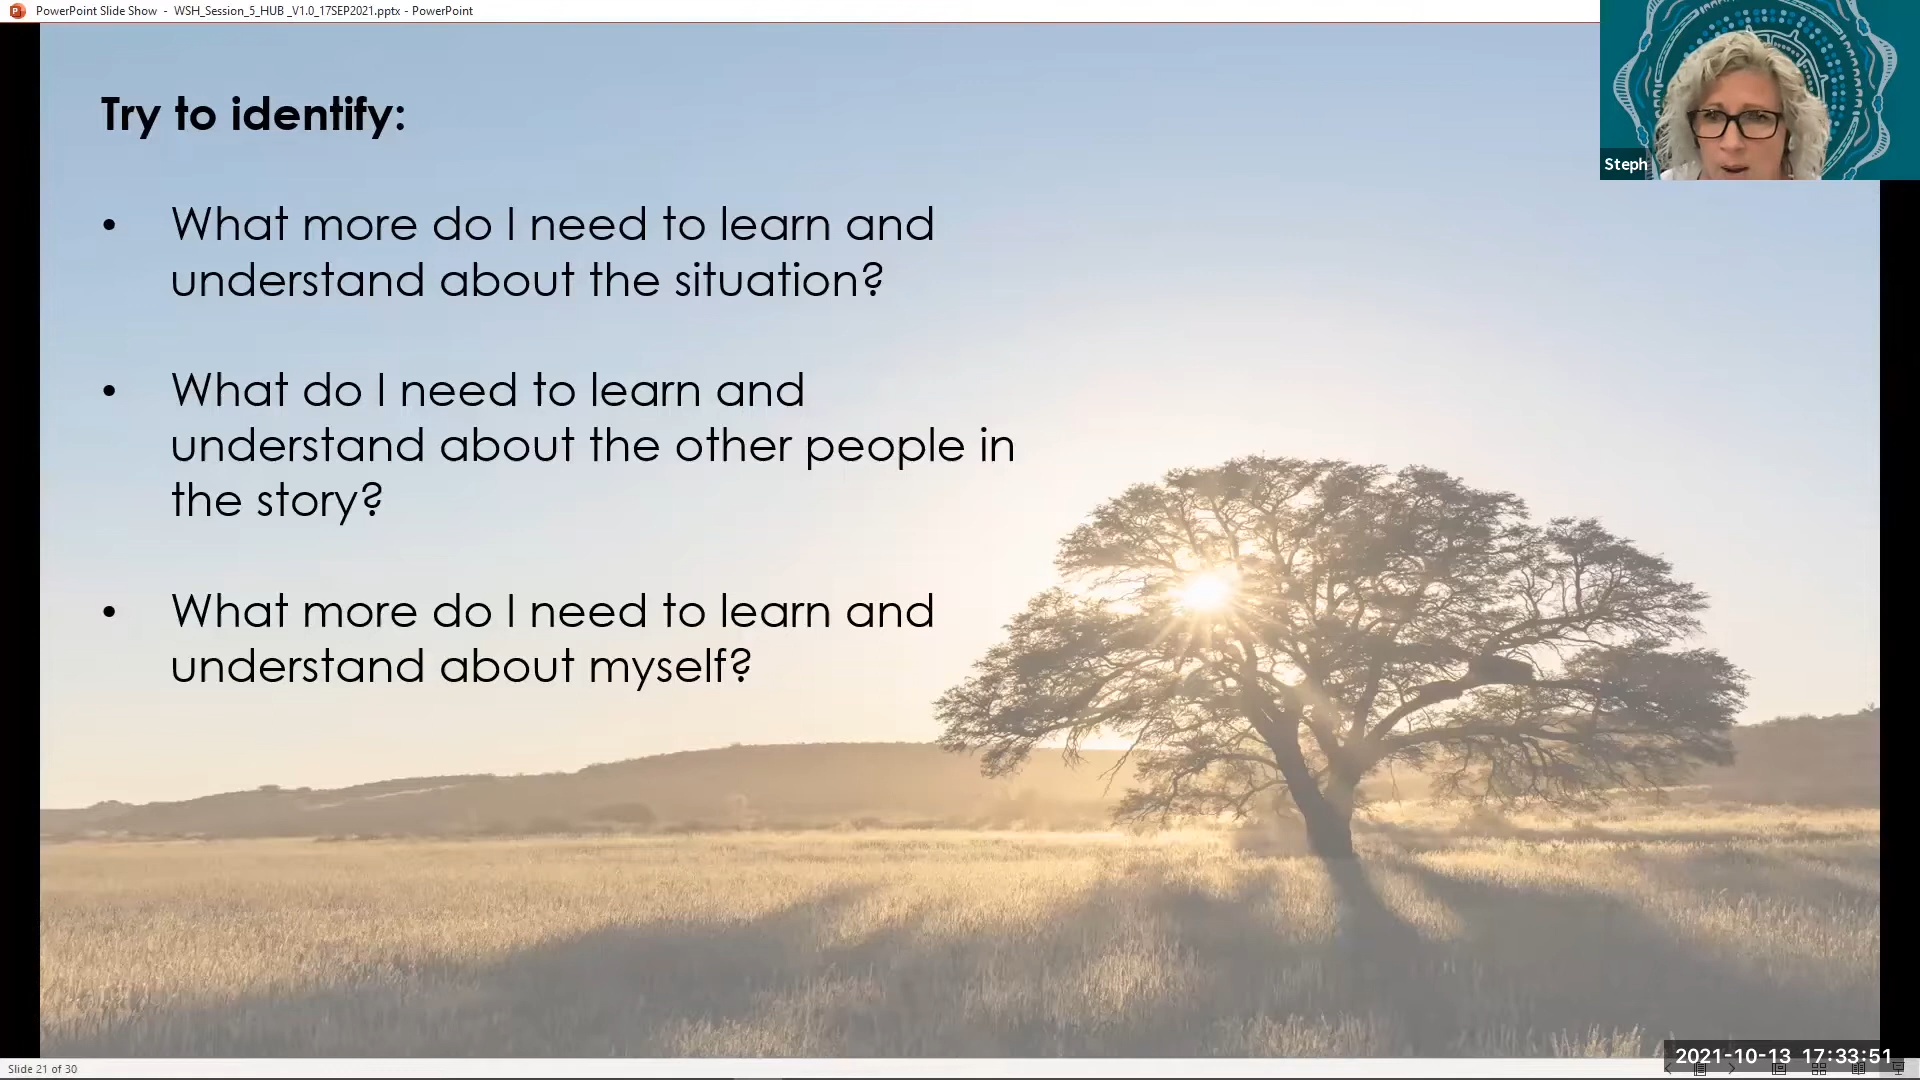 PowerPoint Slide Show - WSH_Session_5_HUB _V1.0_17SEP2021.pptx - PowerPoint
Steph
Try to identify:
• What more do I need to learn and
understand about the situation?
• What do I need to learn and
understand about the other people in
the story?
• What more do I need to learn and
understand about myself?
2021-10-13 17:33:51
Slide 21 of 30